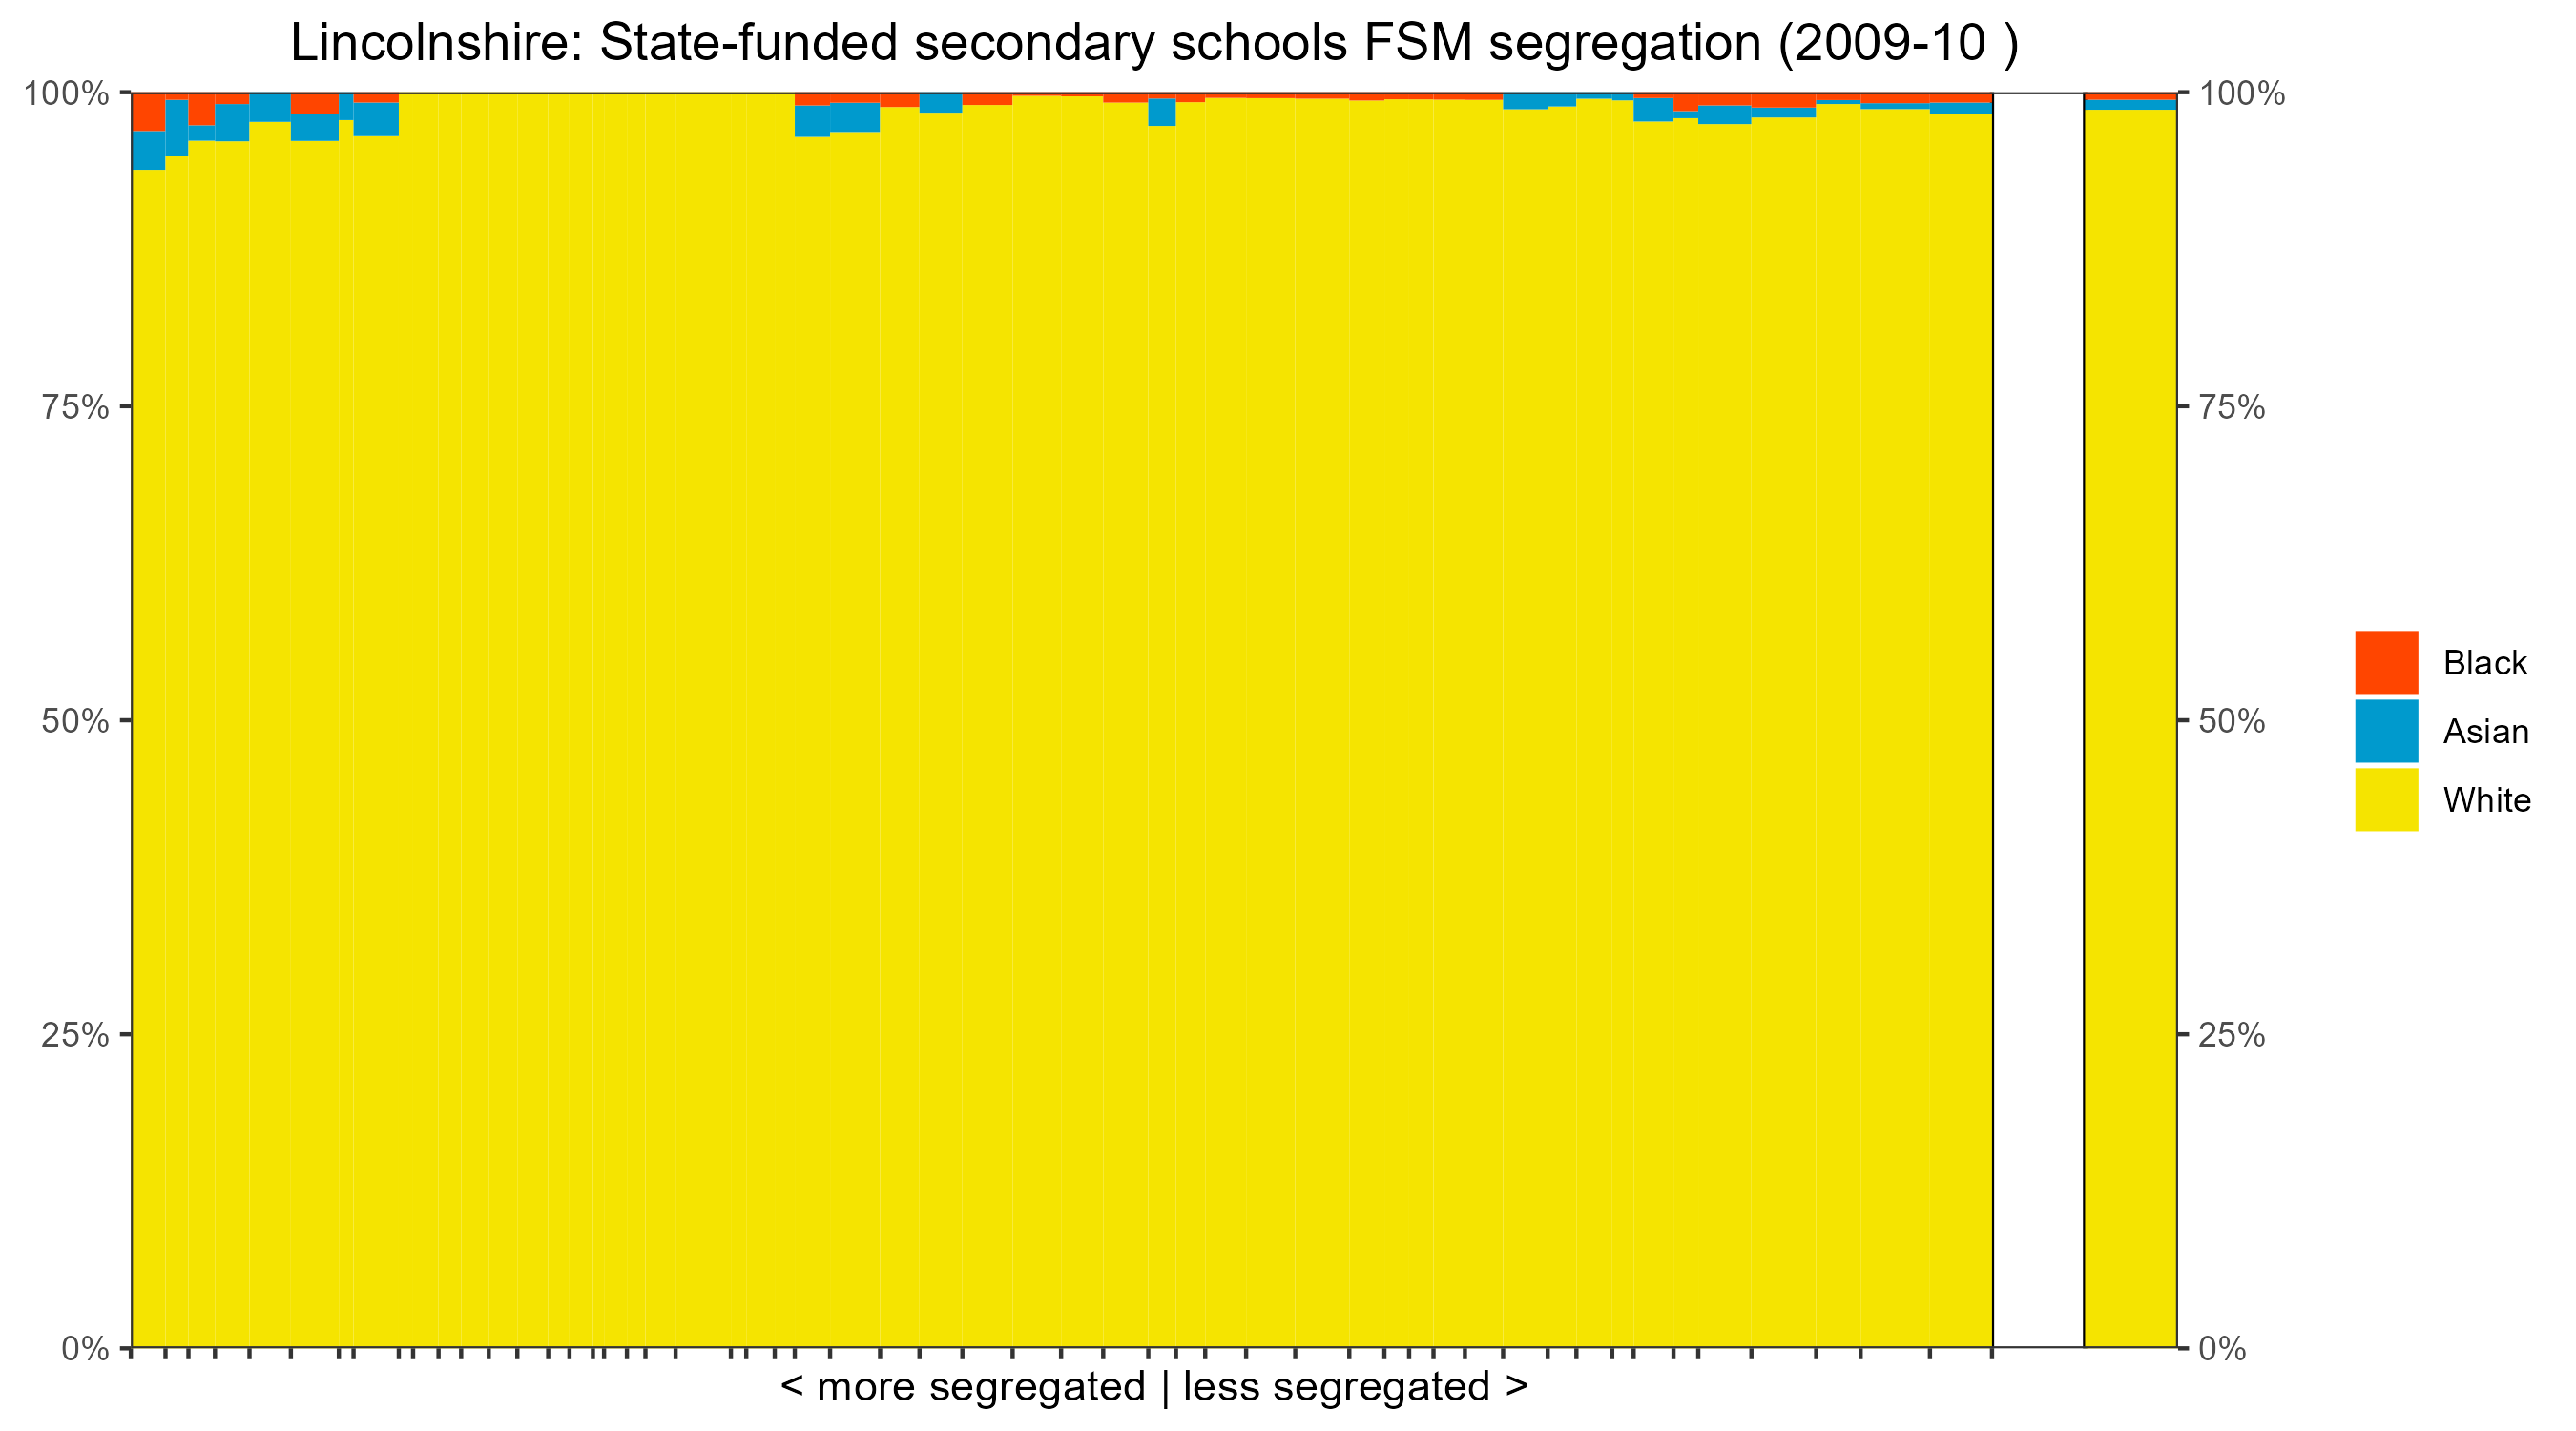 Lincolnshire: State-funded secondary schools FSM segregation (2009-10 )
100%
75%
50%
25%
0%
100%
75%
50%
25%
0%
< more segregated | less segregated >
Black
Asian
White